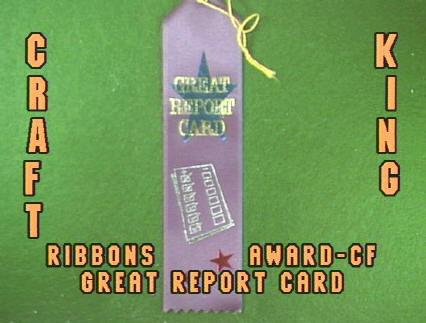 CRAFT
KING
GREAT
REPORT
CARD
RIBBONS AWARD-CF
GREAT REPORT CARD